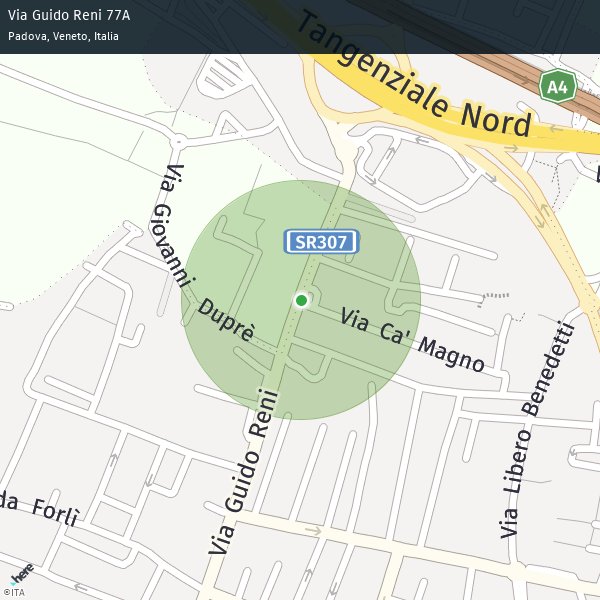 Via Guido Reni 77A
Padova, Veneto, Italia
Tangenziale Nord
A4
Via Giovanni Duprè
SR307
Via Ca' Magno
Via Libero Benedetti
Via Guido Reni
da Forlì
here
©ITA